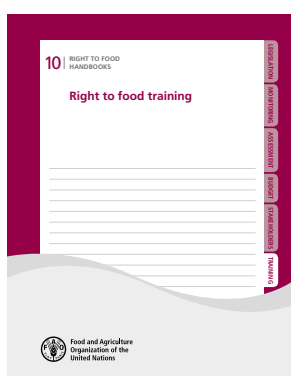 10 RIGHT TO FOOD
HANDBOOKS
Right to food training
LEGISLATION
MONITORING
ASSESSMENT
BUDGET
STAKEHOLDERS
TRAINING
Food and Agriculture
Organization of the
United Nations